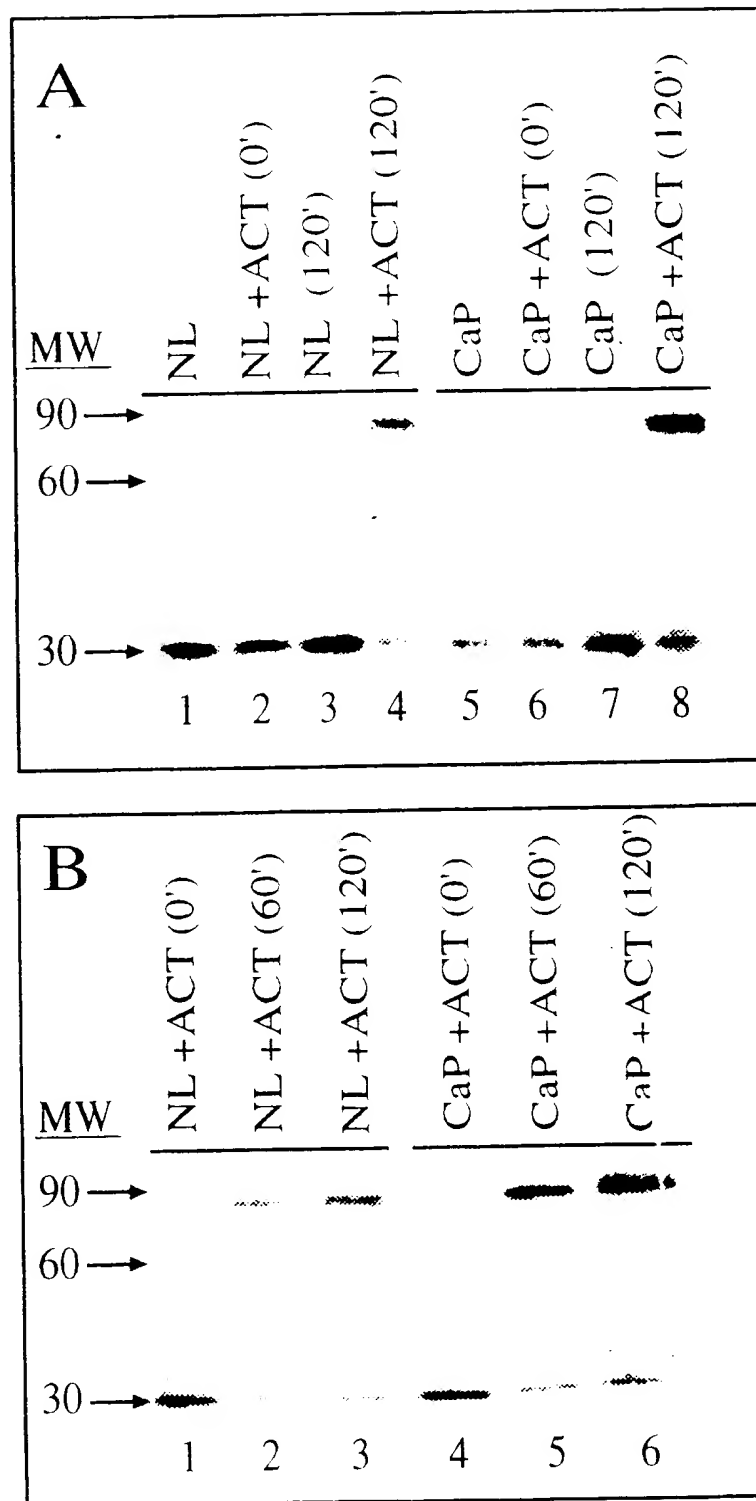 A
NL
NL +ACT (0')
NL (120')
NL +ACT (120')
CaP
CaP +ACT (0')
CaP (120')
CaP +ACT (120')
MW
90
60
30
1 2 3 4 5 6 7 8
B
NL +ACT (0')
NL +ACT (60')
NL +ACT (120')
CaP +ACT (0')
CaP +ACT (60')
CaP +ACT (120')
MW
90
60
30
1 2 3 4 5 6